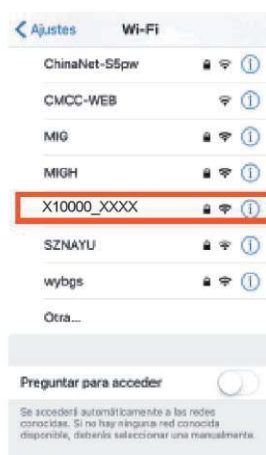 Ajustes
Wi-Fi
ChinaNet-S5pw
CMCC-WEB
MIG
MIGH
X10000_XXXX
SZNAYU
wybgs
Otra...
Preguntar para acceder
Se accederá automáticamente a las redes
conocidas. Si no hay ninguna red conocida
disponible, deberás seleccionar una manualmente.